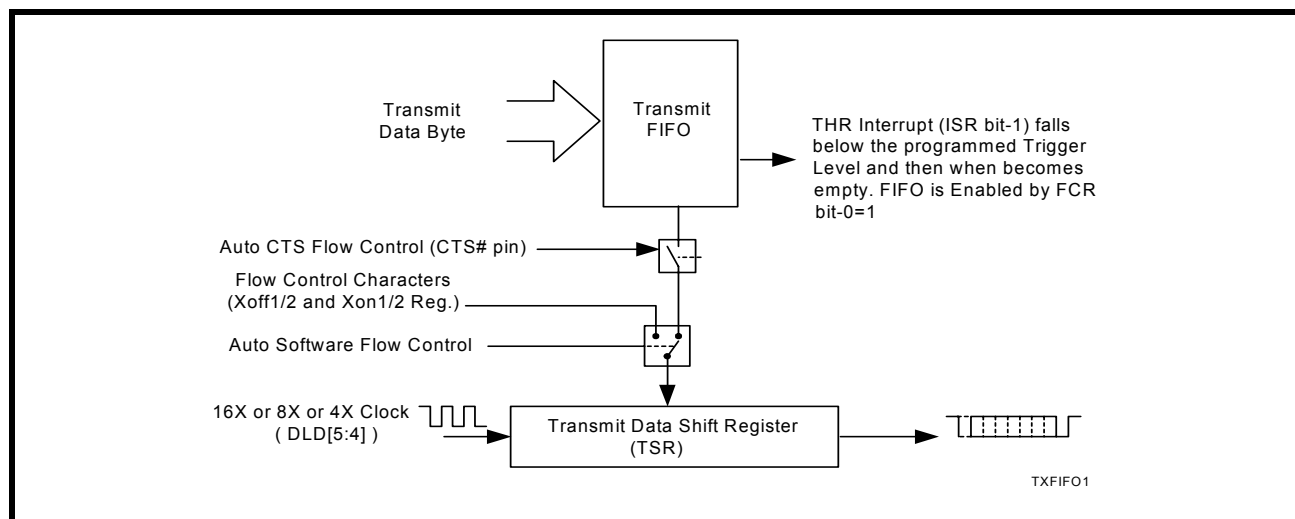 Transmit
Data Byte
Transmit
FIFO
THR Interrupt (ISR bit-1) falls
below the programmed Trigger
Level and then when becomes
empty. FIFO is Enabled by FCR
bit-0=1
Auto CTS Flow Control (CTS# pin)
Flow Control Characters
(Xoff1/2 and Xon1/2 Reg.)
Auto Software Flow Control
16X or 8X or 4X Clock
( DLD[5:4] )
Transmit Data Shift Register
(TSR)
TXFIFO1